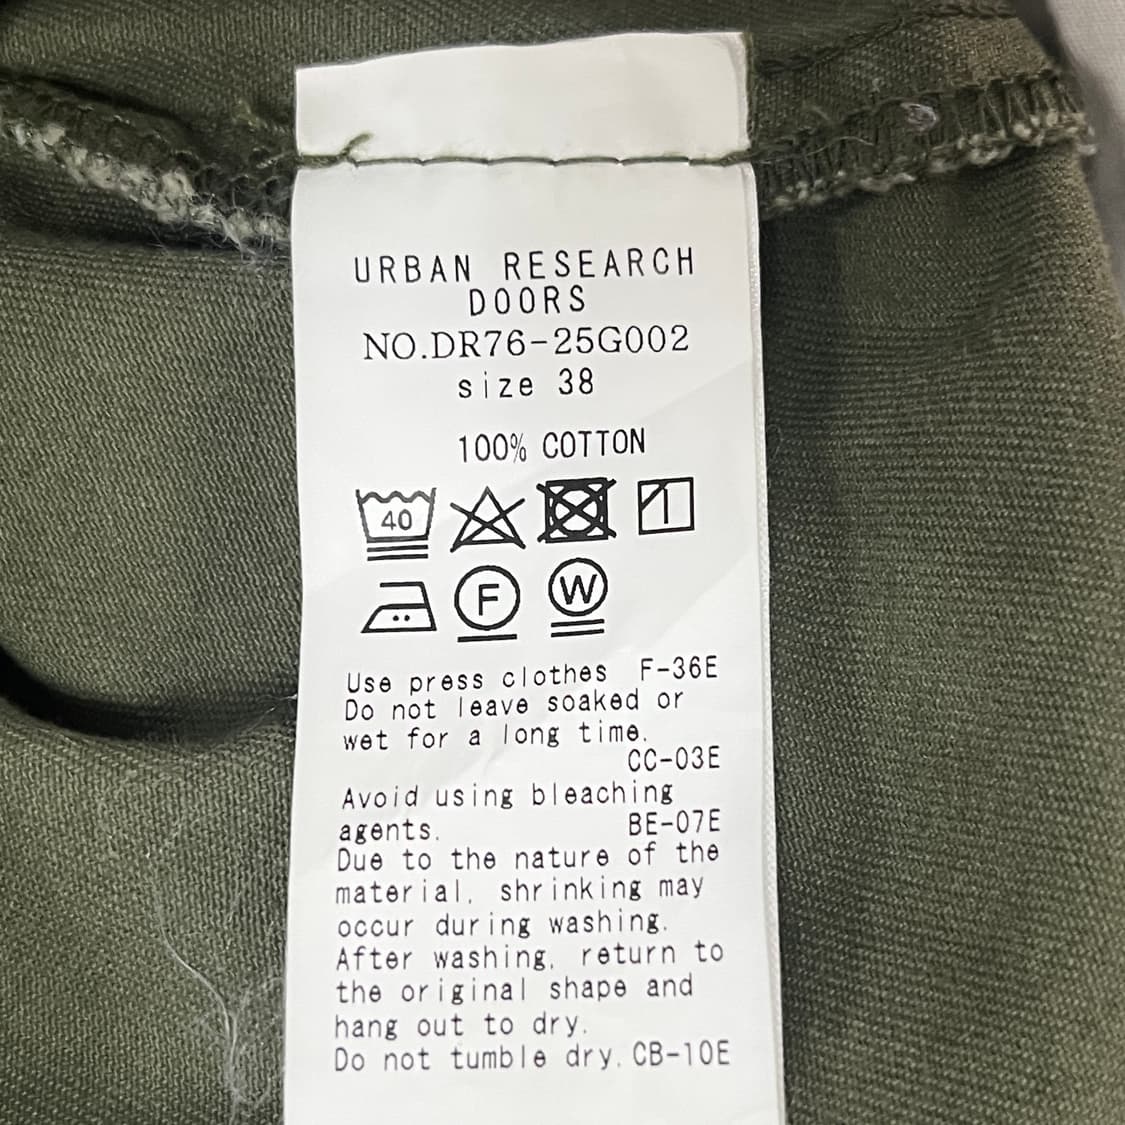 URBAN RESEARCH
DOORS
NO.DR76-25G002
size 38
100% COTTON
40
F
W
Use press clothes F-36E
Do not leave soaked or
wet for a long time.
CC-03E
Avoid using bleaching
agents. BE-07E
Due to the nature of the
material, shrinking may
occur during washing.
After washing, return to
the original shape and
hang out to dry.
Do not tumble dry. CB-10E